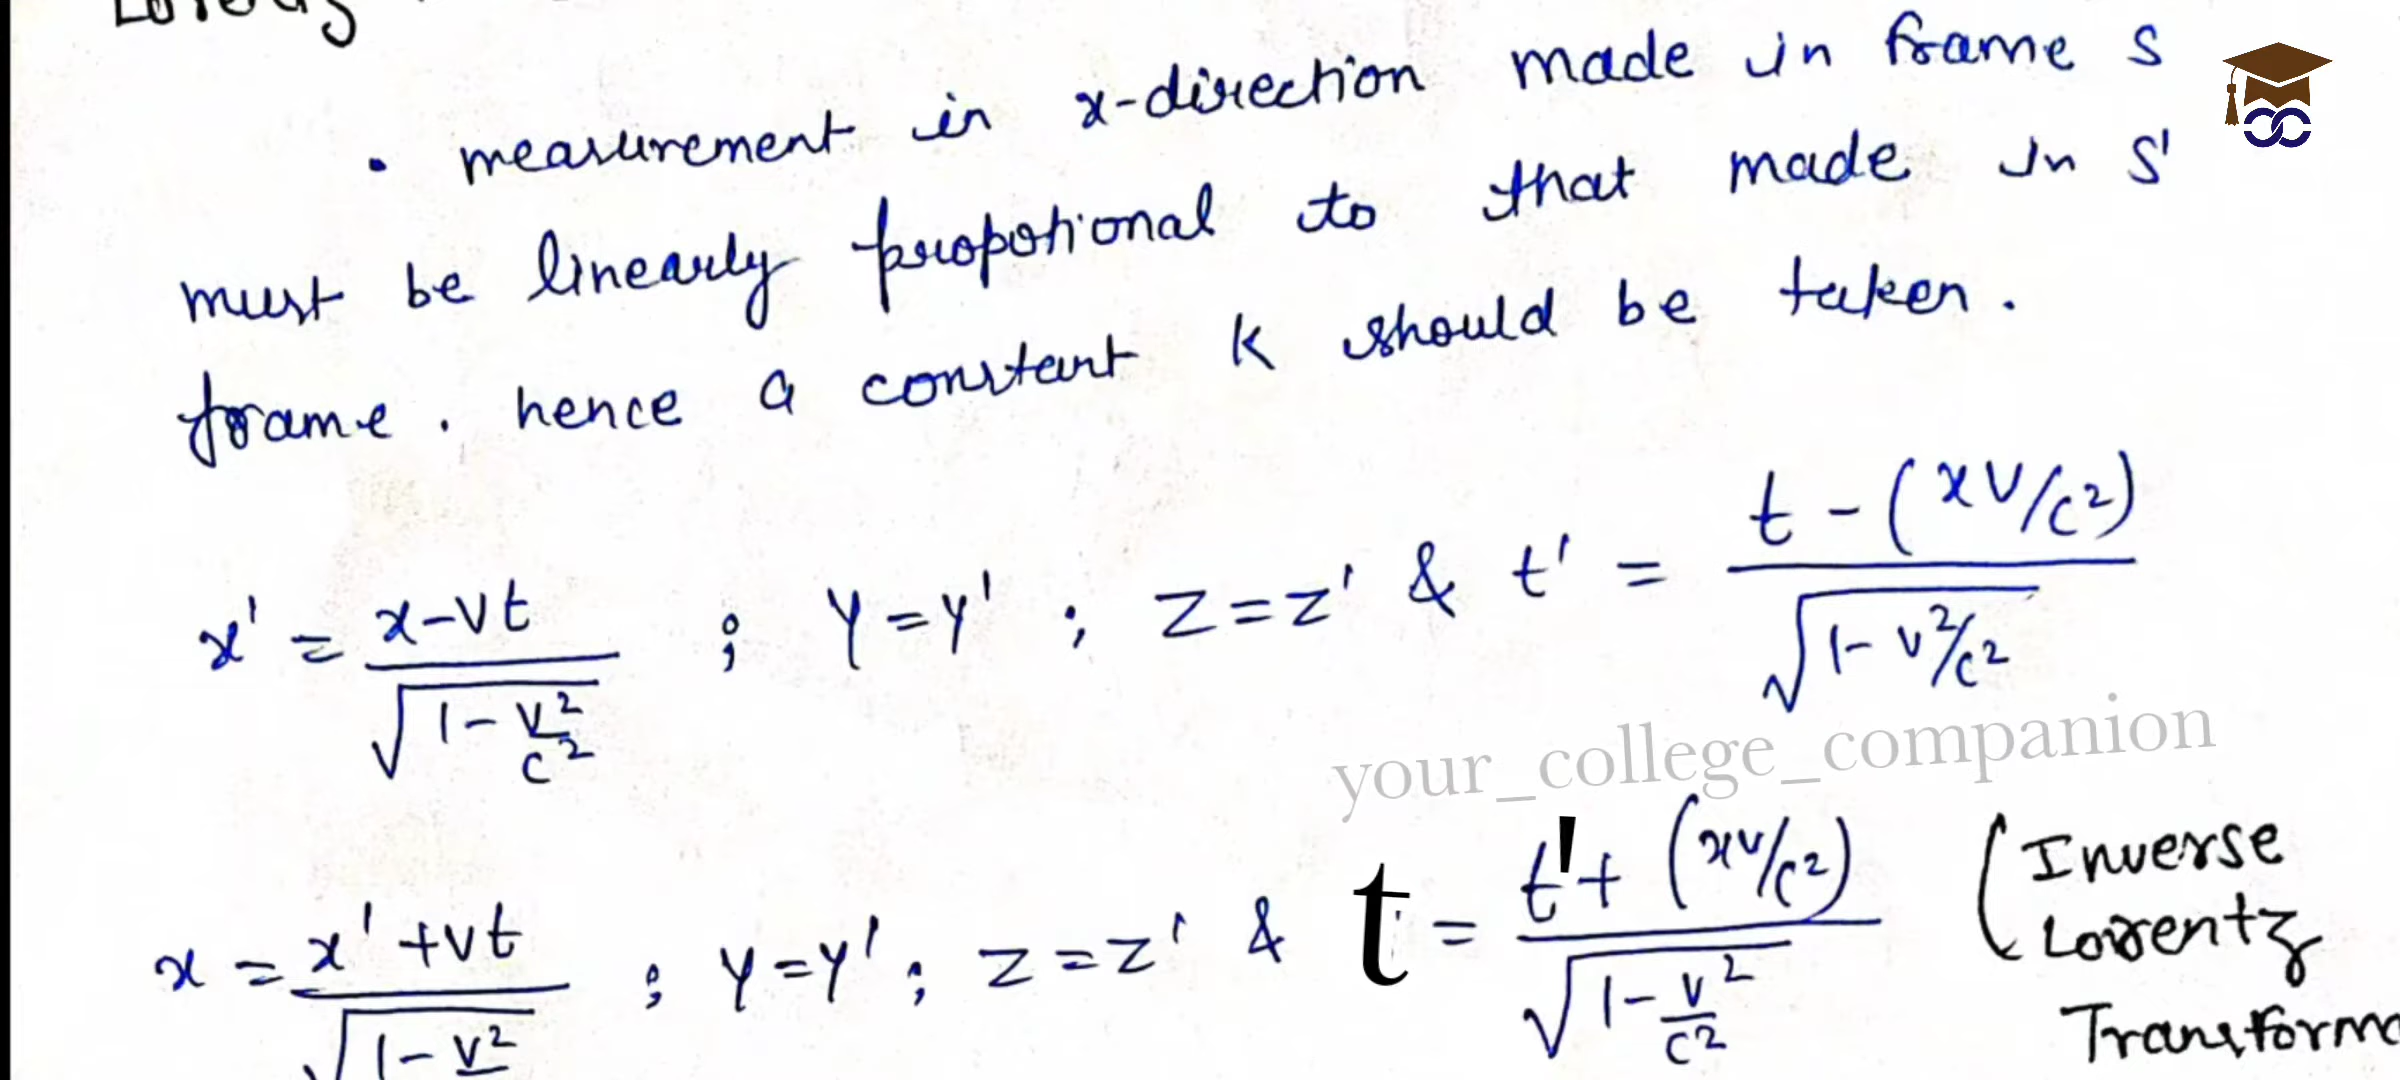 • measurement in x-direction made in frame S
must be linearly propotional to that made in S'
frame. hence a constant K should be taken.
x' = x-vt / √(1-v²/c²) ; y=y' ; z=z' & t' = t-(xv/c²) / √(1-v²/c²)
your_college_companion
x = x'+vt / √(1-v² ; y=y' ; z=z' & t = t'+(xv/c²) / √(1-v²/c²) (Inverse
Lorentz
Transforma